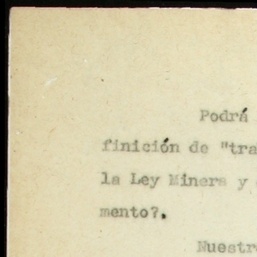 Podrá
finición de "tra
la Ley Minera y
mento?.
Nuestr